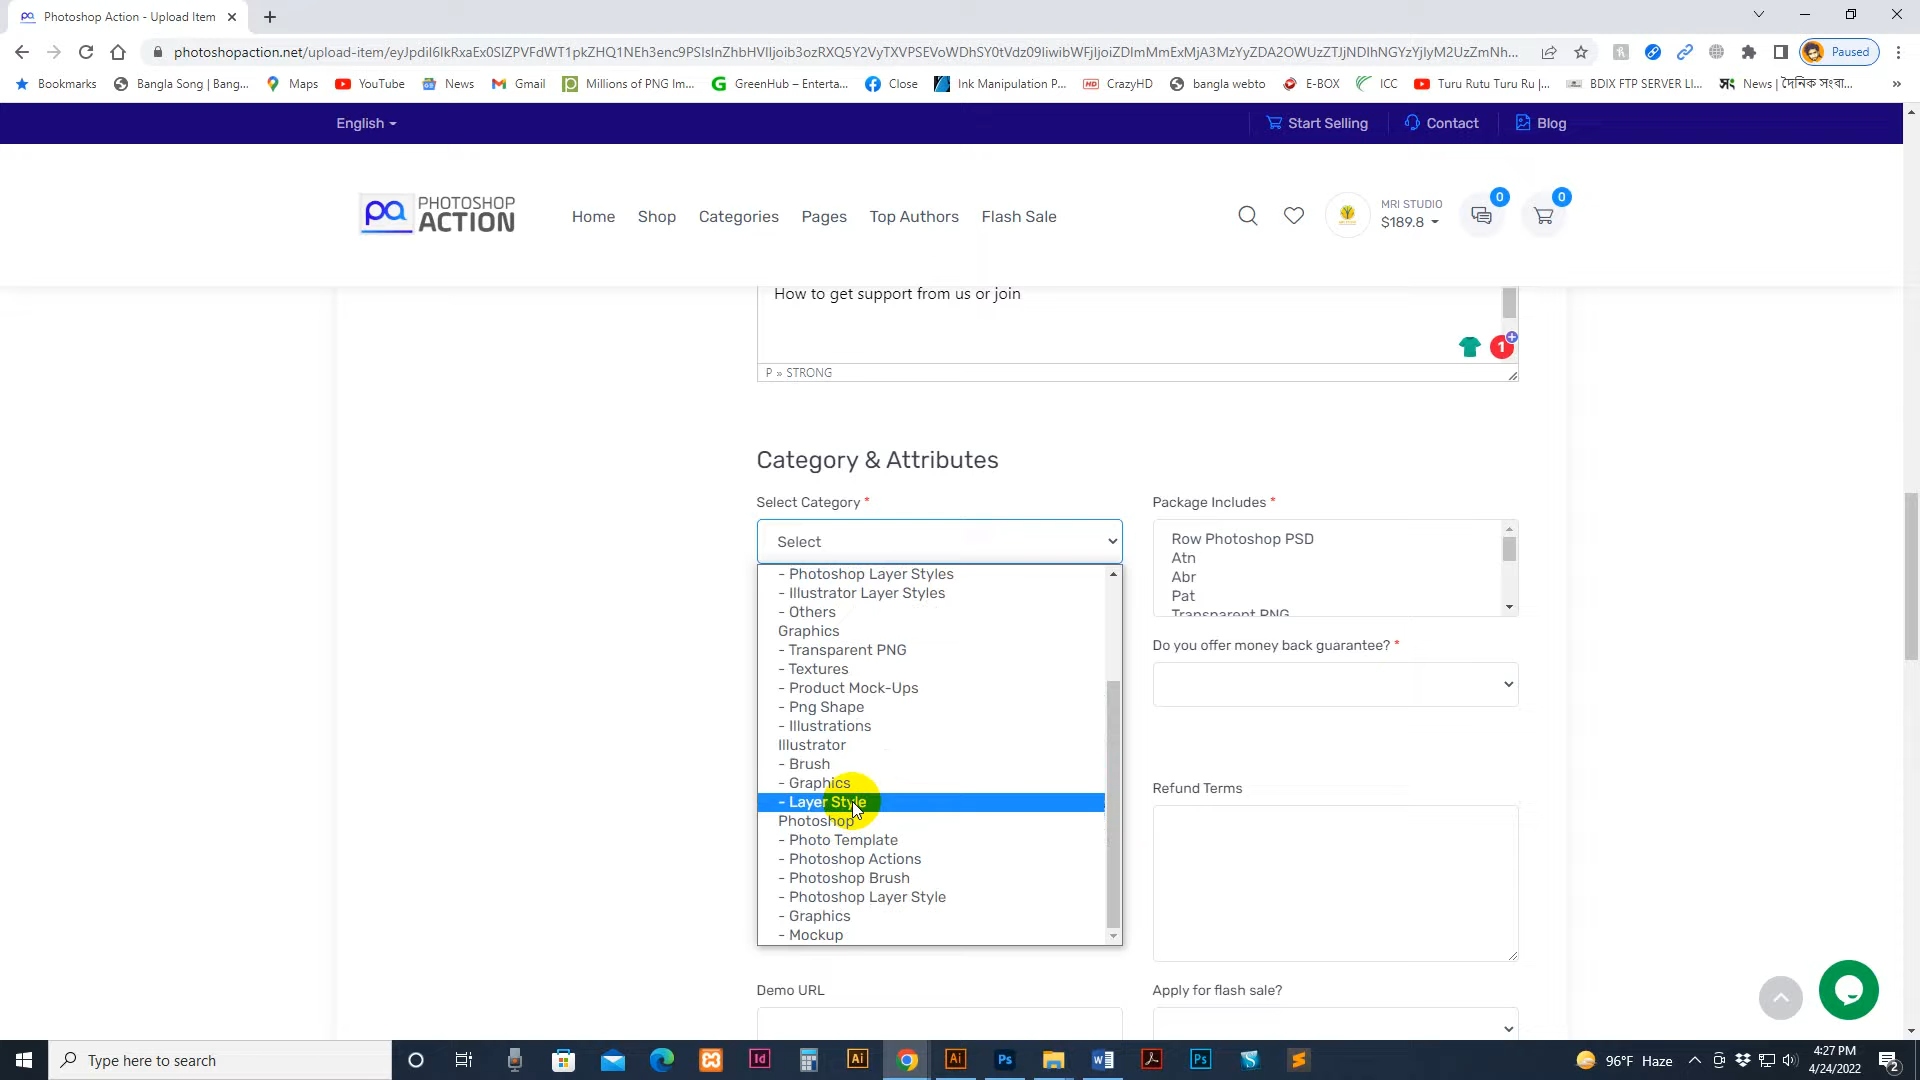 Photoshop Action - Upload Item
photoshopaction.net/upload-item/eyJpdiI6IkRxaEx0SlZPVFdWT1pkZHQ1NEh3enc9PSIsInZhbHVlIjoib3ozRXQ5Y2VyTXVPSEVoWDhSY0tVdz09IiwibWFjIjoiZDlmMmExMjA3MzYyZDA2OWUzZTJjNDlhNGYzYjIyM2UzZmNh...
Paused
Bookmarks
Bangla Song | Bang...
Maps
YouTube
News
Gmail
Millions of PNG Im...
GreenHub – Enterta...
Close
Ink Manipulation P...
CrazyHD
bangla webto
E-BOX
ICC
Turu Rutu Turu Ru |...
BDIX FTP SERVER LI...
News | দৈনিক সংবা...
English
Start Selling
Contact
Blog
PHOTOSHOP
ACTION
Home
Shop
Categories
Pages
Top Authors
Flash Sale
MRI STUDIO
$189.8
0
0
How to get support from us or join
1
P » STRONG
Category & Attributes
Select Category *
Select
- Photoshop Layer Styles
- Illustrator Layer Styles
- Others
Graphics
- Transparent PNG
- Textures
- Product Mock-Ups
- Png Shape
- Illustrations
Illustrator
- Brush
- Graphics
- Layer Style
Photoshop
- Photo Template
- Photoshop Actions
- Photoshop Brush
- Photoshop Layer Style
- Graphics
- Mockup
Package Includes *
Row Photoshop PSD
Atn
Abr
Pat
Transparent PNG
Do you offer money back guarantee? *
Refund Terms
Demo URL
Apply for flash sale?
Type here to search
96°F Haze
4:27 PM
4/24/2022
2